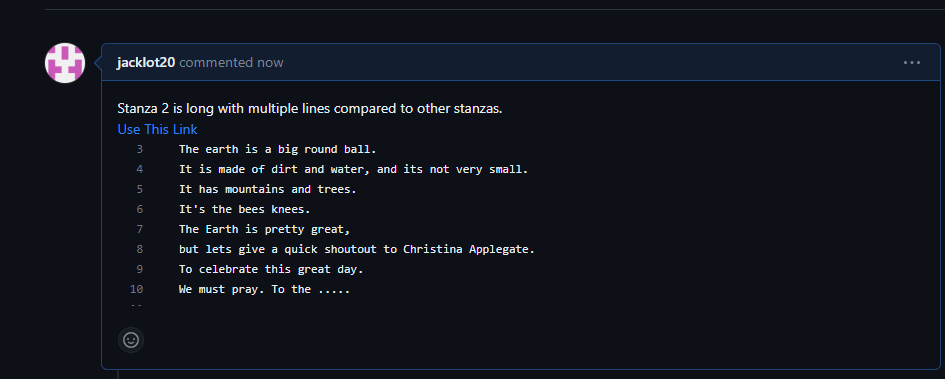 jacklot20 commented now
Stanza 2 is long with multiple lines compared to other stanzas.
Use This Link
3 The earth is a big round ball.
4 It is made of dirt and water, and its not very small.
5 It has mountains and trees.
6 It's the bees knees.
7 The Earth is pretty great,
8 but lets give a quick shoutout to Christina Applegate.
9 To celebrate this great day.
10 We must pray. To the .....